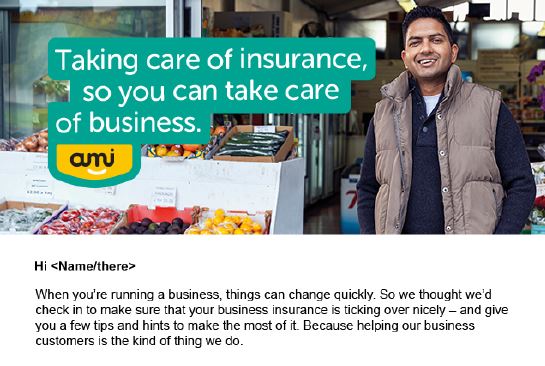 Taking care of insurance,
so you can take care
of business.
ami
Hi <Name/there>
When you’re running a business, things can change quickly. So we thought we’d
check in to make sure that your business insurance is ticking over nicely – and give
you a few tips and hints to make the most of it. Because helping our business
customers is the kind of thing we do.